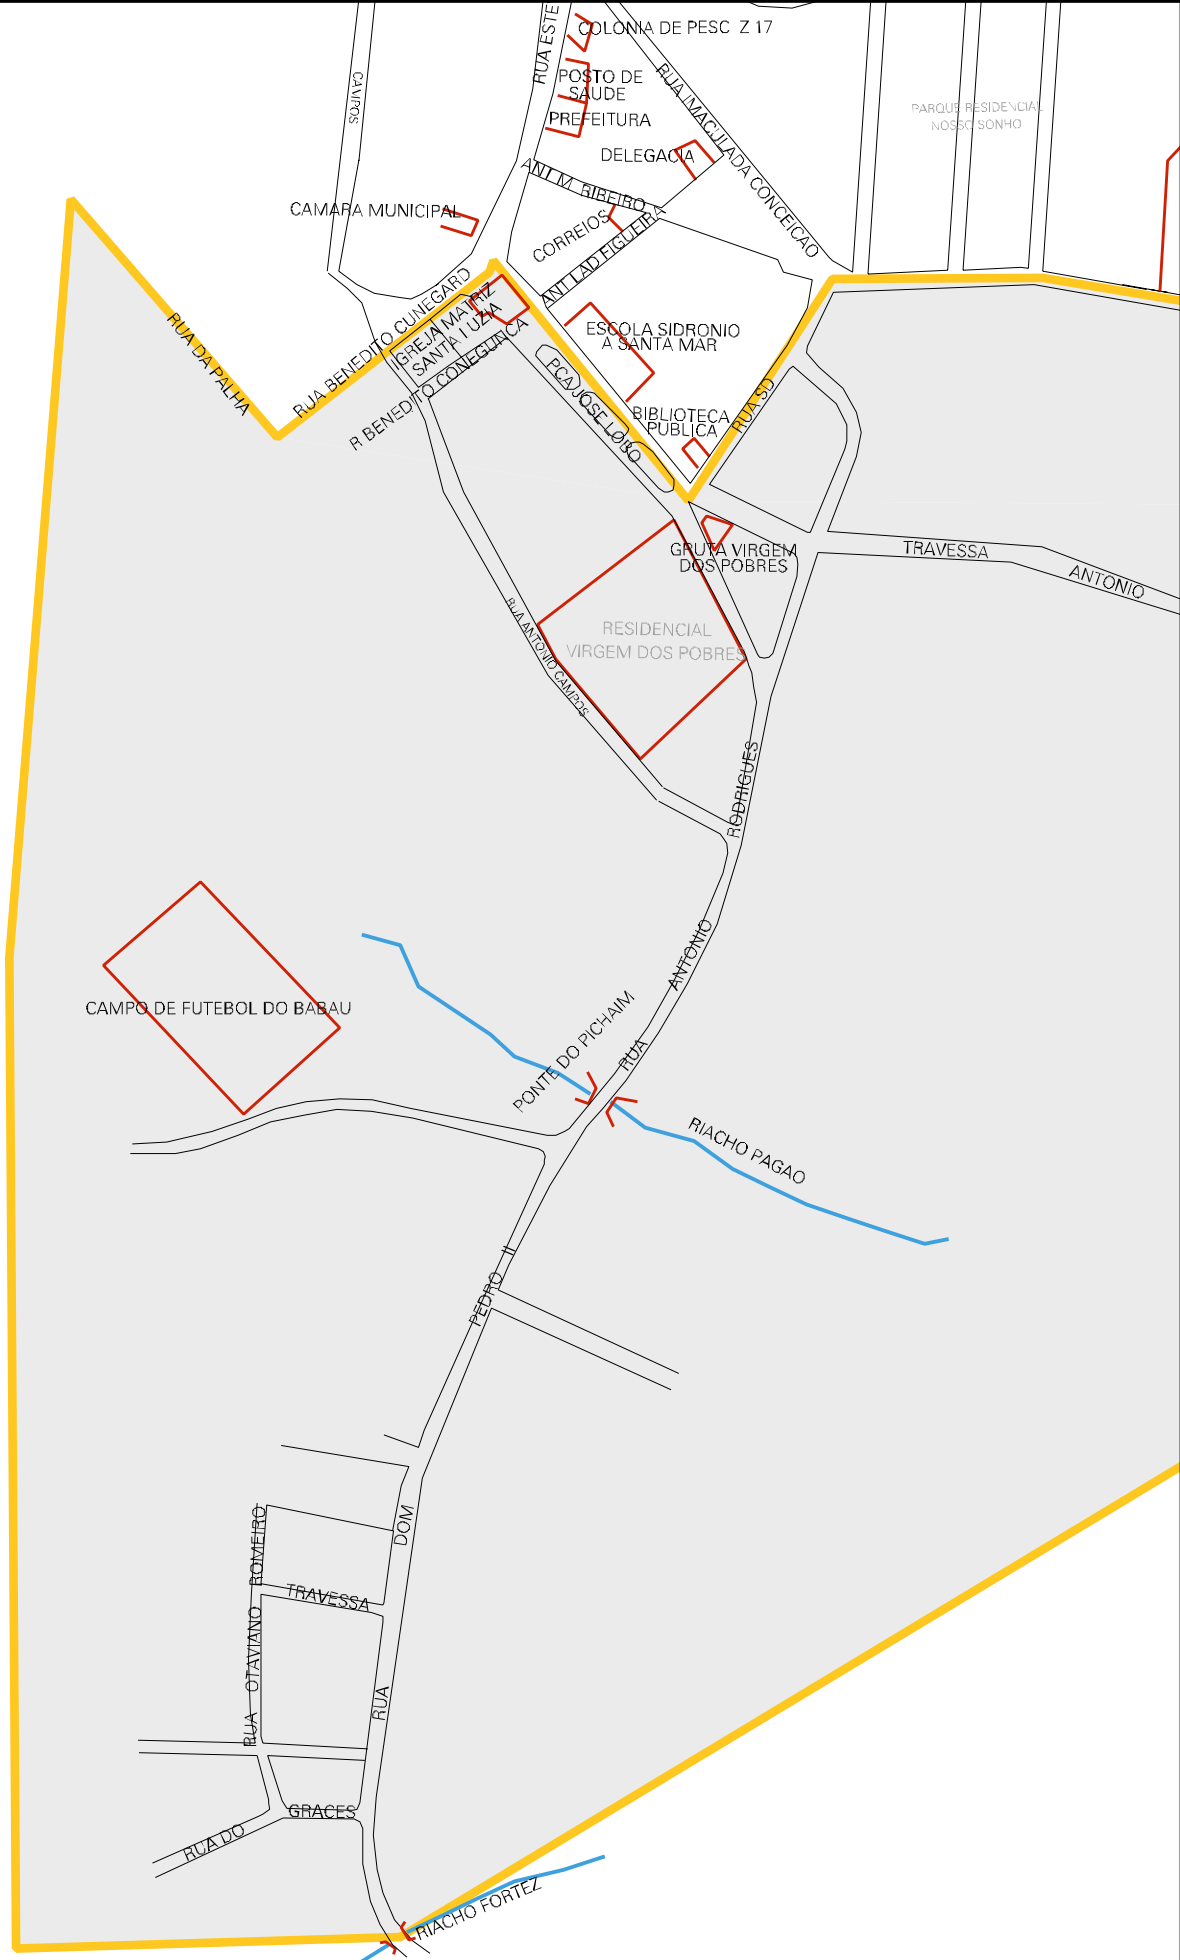 COLONIA DE PESC Z 17
RUA ESTE
POSTO DE
SAUDE
PREFEITURA
CAMPOS
RUA IMACULADA CONCEICAO
PARQUE RESIDENCIAL
NOSSO SONHO
DELEGACIA
ANT M RIBEIRO
CAMARA MUNICIPAL
CORREIOS
ANT LAD FIGUEIRA
RUA DA PALHA
RUA BENEDITO CUNEGARD
IGREJA MATRIZ
SANTA LUZIA
R BENEDITO CONEGUNCA
ESCOLA SIDRONIO
A SANTA MAR
PCA JOSE LOBO
BIBLIOTECA
PUBLICA
RUA SD
GRUTA VIRGEM
DOS POBRES
TRAVESSA
ANTONIO
RESIDENCIAL
VIRGEM DOS POBRES
RUA ANTONIO CAMPOS
RODRIGUES
ANTONIO
RUA
CAMPO DE FUTEBOL DO BABAU
PONTE DO PICHAIM
RIACHO PAGAO
PEDRO II
DOM
RUA
ROMEIRO
TRAVESSA
OTAVIANO
RUA
GRACES
RUA DO
RIACHO FORTEZ